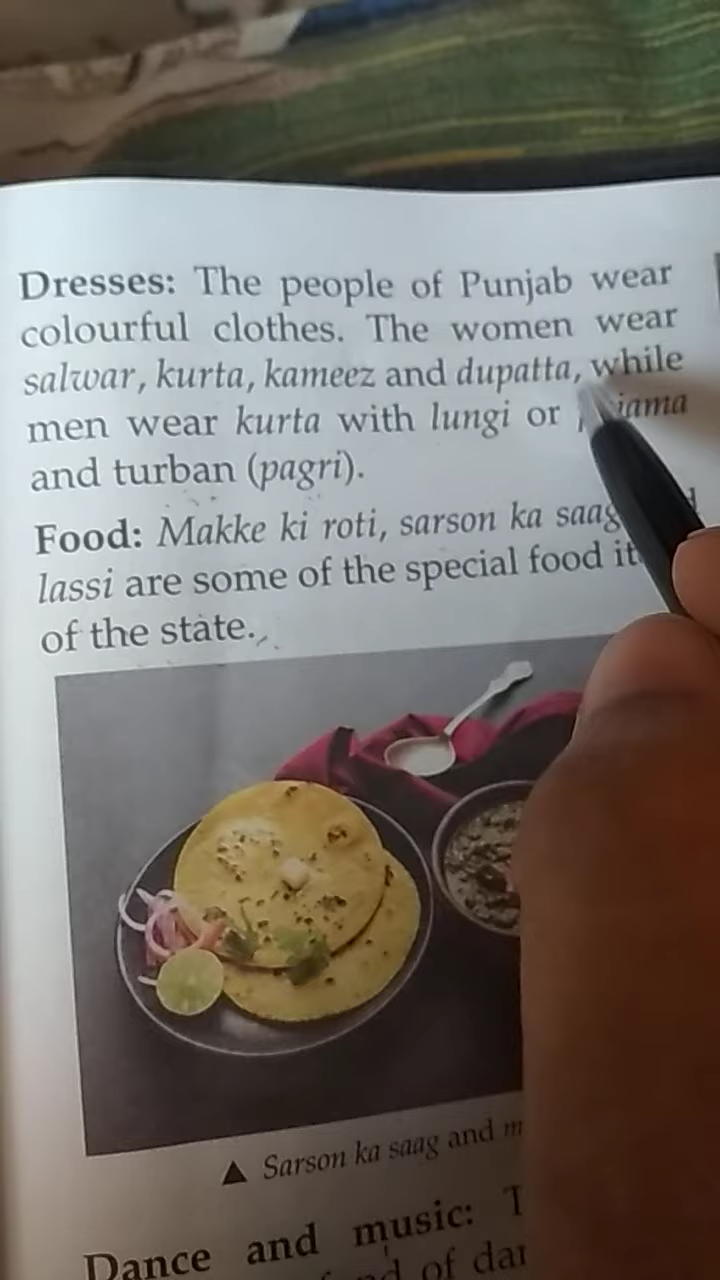 Dresses: The people of Punjab wear
colourful clothes. The women wear
salwar, kurta, kameez and dupatta, while
men wear kurta with lungi or
and turban (pagri).
Food: Makke ki roti, sarson ka saag
lassi are some of the special food
of the state.
▲ Sarson ka saag and
Dance and music:
of